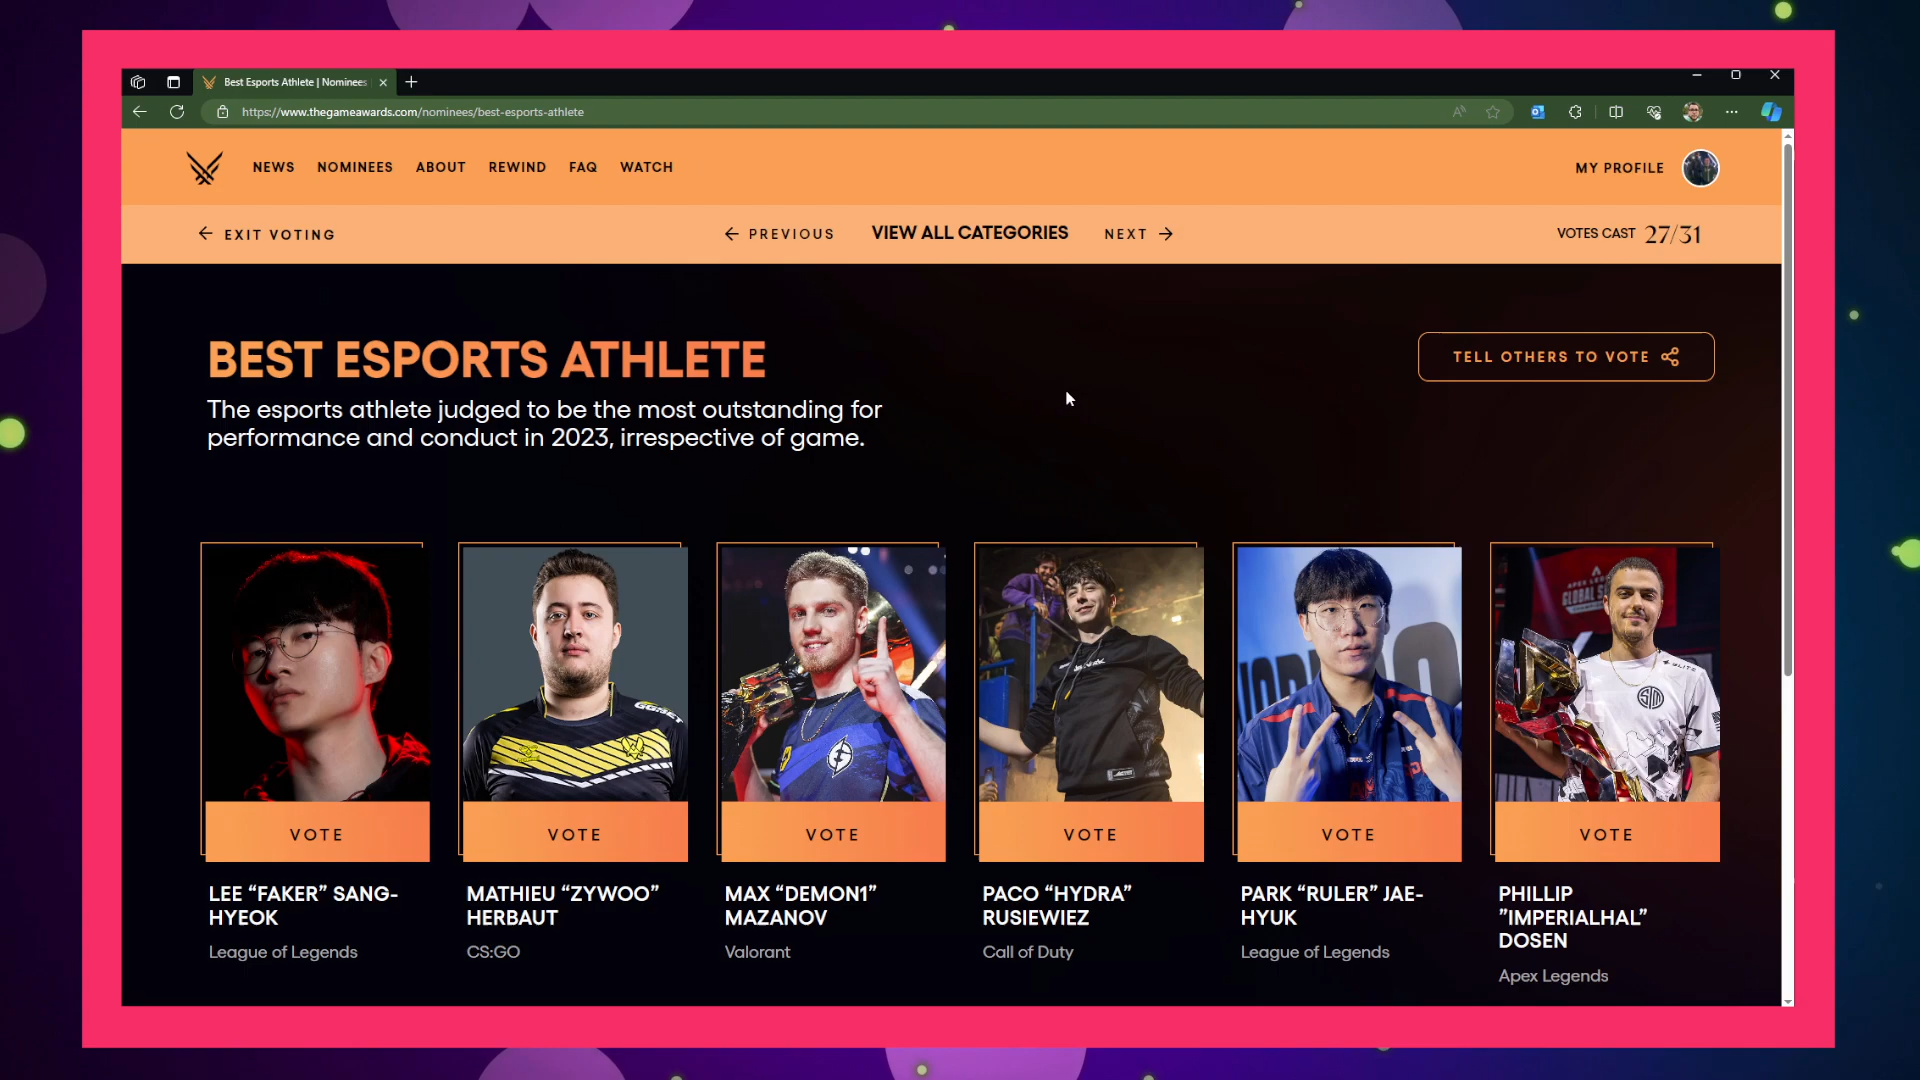 Best Esports Athlete | Nominees
https://www.thegameawards.com/nominees/best-esports-athlete
NEWS NOMINEES ABOUT REWIND FAQ WATCH
MY PROFILE
← EXIT VOTING
← PREVIOUS VIEW ALL CATEGORIES NEXT →
VOTES CAST 27/31
BEST ESPORTS ATHLETE
TELL OTHERS TO VOTE
The esports athlete judged to be the most outstanding for
performance and conduct in 2023, irrespective of game.
GGBET
TSM
VOTE VOTE VOTE VOTE VOTE VOTE
LEE “FAKER” SANG-
HYEOK
League of Legends
MATHIEU “ZYWOO”
HERBAUT
CS:GO
MAX “DEMON1”
MAZANOV
Valorant
PACO “HYDRA”
RUSIEWIEZ
Call of Duty
PARK “RULER” JAE-
HYUK
League of Legends
PHILLIP
”IMPERIALHAL”
DOSEN
Apex Legends